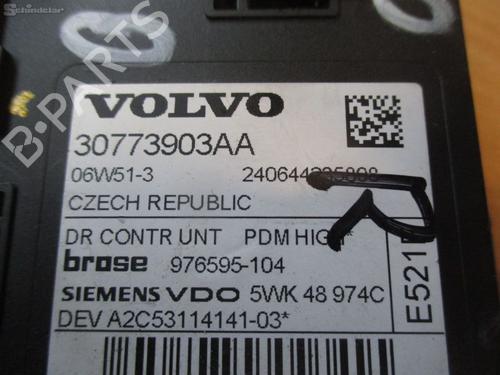 Schindelar
B-PARTS
VOLVO
30773903AA
06W51-3
CZECH REPUBLIC
DR CONTR UNT PDM HIGH*
brose 976595-104
SIEMENS VDO 5WK 48 974C
DEV A2C53114141-03*